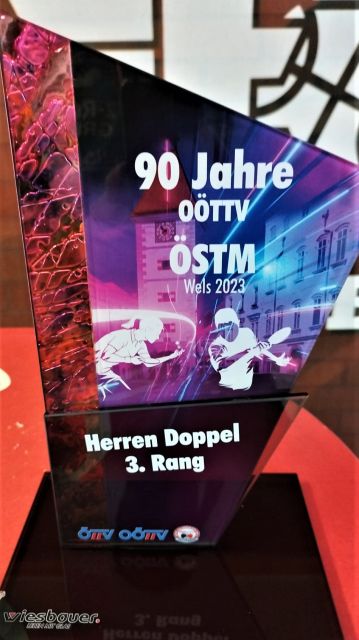 90 Jahre
OÖTTV
ÖSTM
Wels 2023
Herren Doppel
3. Rang
ÖTTV OÖTTV
wiesbauer.